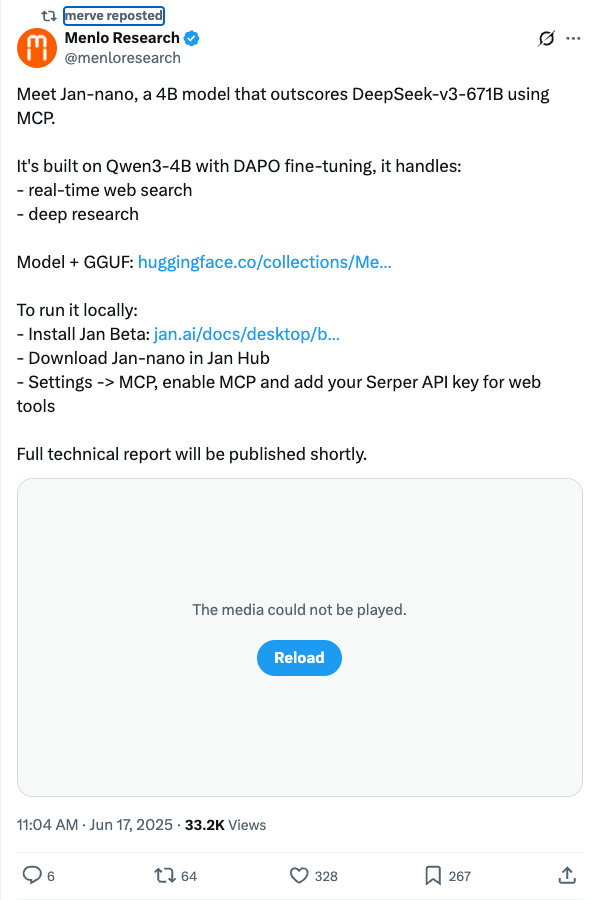 merve reposted
Menlo Research
@menloresearch
Meet Jan-nano, a 4B model that outscores DeepSeek-v3-671B using
MCP.
It's built on Qwen3-4B with DAPO fine-tuning, it handles:
- real-time web search
- deep research
Model + GGUF: huggingface.co/collections/Me…
To run it locally:
- Install Jan Beta: jan.ai/docs/desktop/b…
- Download Jan-nano in Jan Hub
- Settings -> MCP, enable MCP and add your Serper API key for web
tools
Full technical report will be published shortly.
The media could not be played.
Reload
11:04 AM · Jun 17, 2025 · 33.2K Views
6 64 328 267